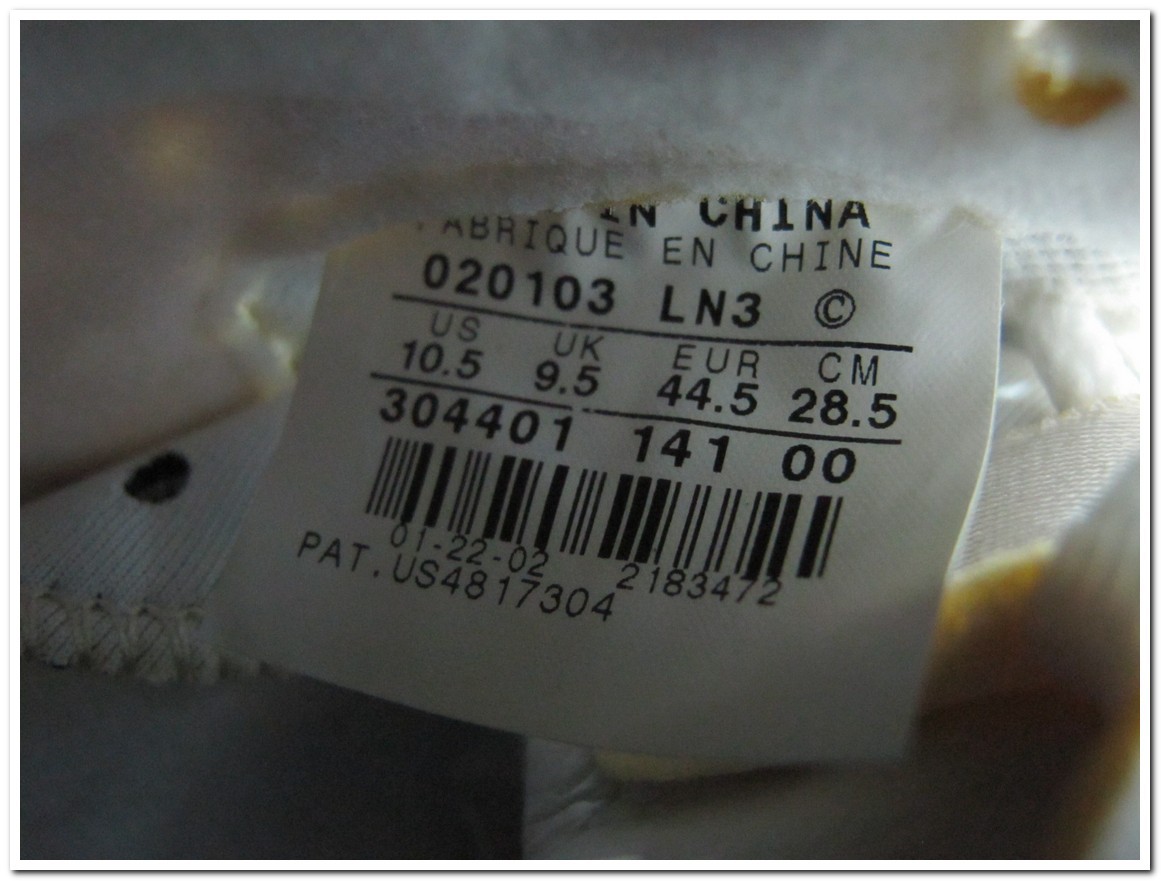 IN CHINA
FABRIQUE EN CHINE
020103 LN3 ©
US UK EUR CM
10.5 9.5 44.5 28.5
304401 141 00
01-22-02 2183472
PAT.US4817304